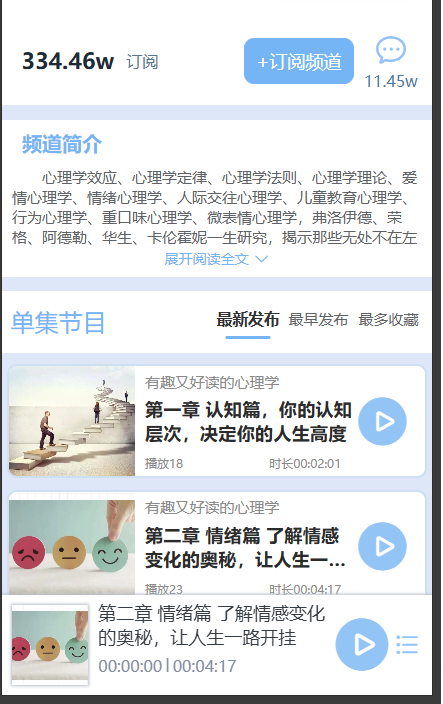 334.46w 订阅 +订阅频道
11.45w
频道简介
心理学效应、心理学定律、心理学法则、心理学理论、爱
情心理学、情绪心理学、人际交往心理学、儿童教育心理学、
行为心理学、重口味心理学、微表情心理学，弗洛伊德、荣
格、阿德勒、华生、卡伦霍妮一生研究，揭示那些无处不在左
展开阅读全文
单集节目 最新发布 最早发布 最多收藏
有趣又好读的心理学
第一章 认知篇，你的认知
层次，决定你的人生高度
播放18 时长00:02:01
有趣又好读的心理学
第二章 情绪篇 了解情感
变化的奥秘，让人生一...
播放23 时长00:04:17
第二章 情绪篇 了解情感变化
的奥秘，让人生一路开挂
00:00:00 | 00:04:17